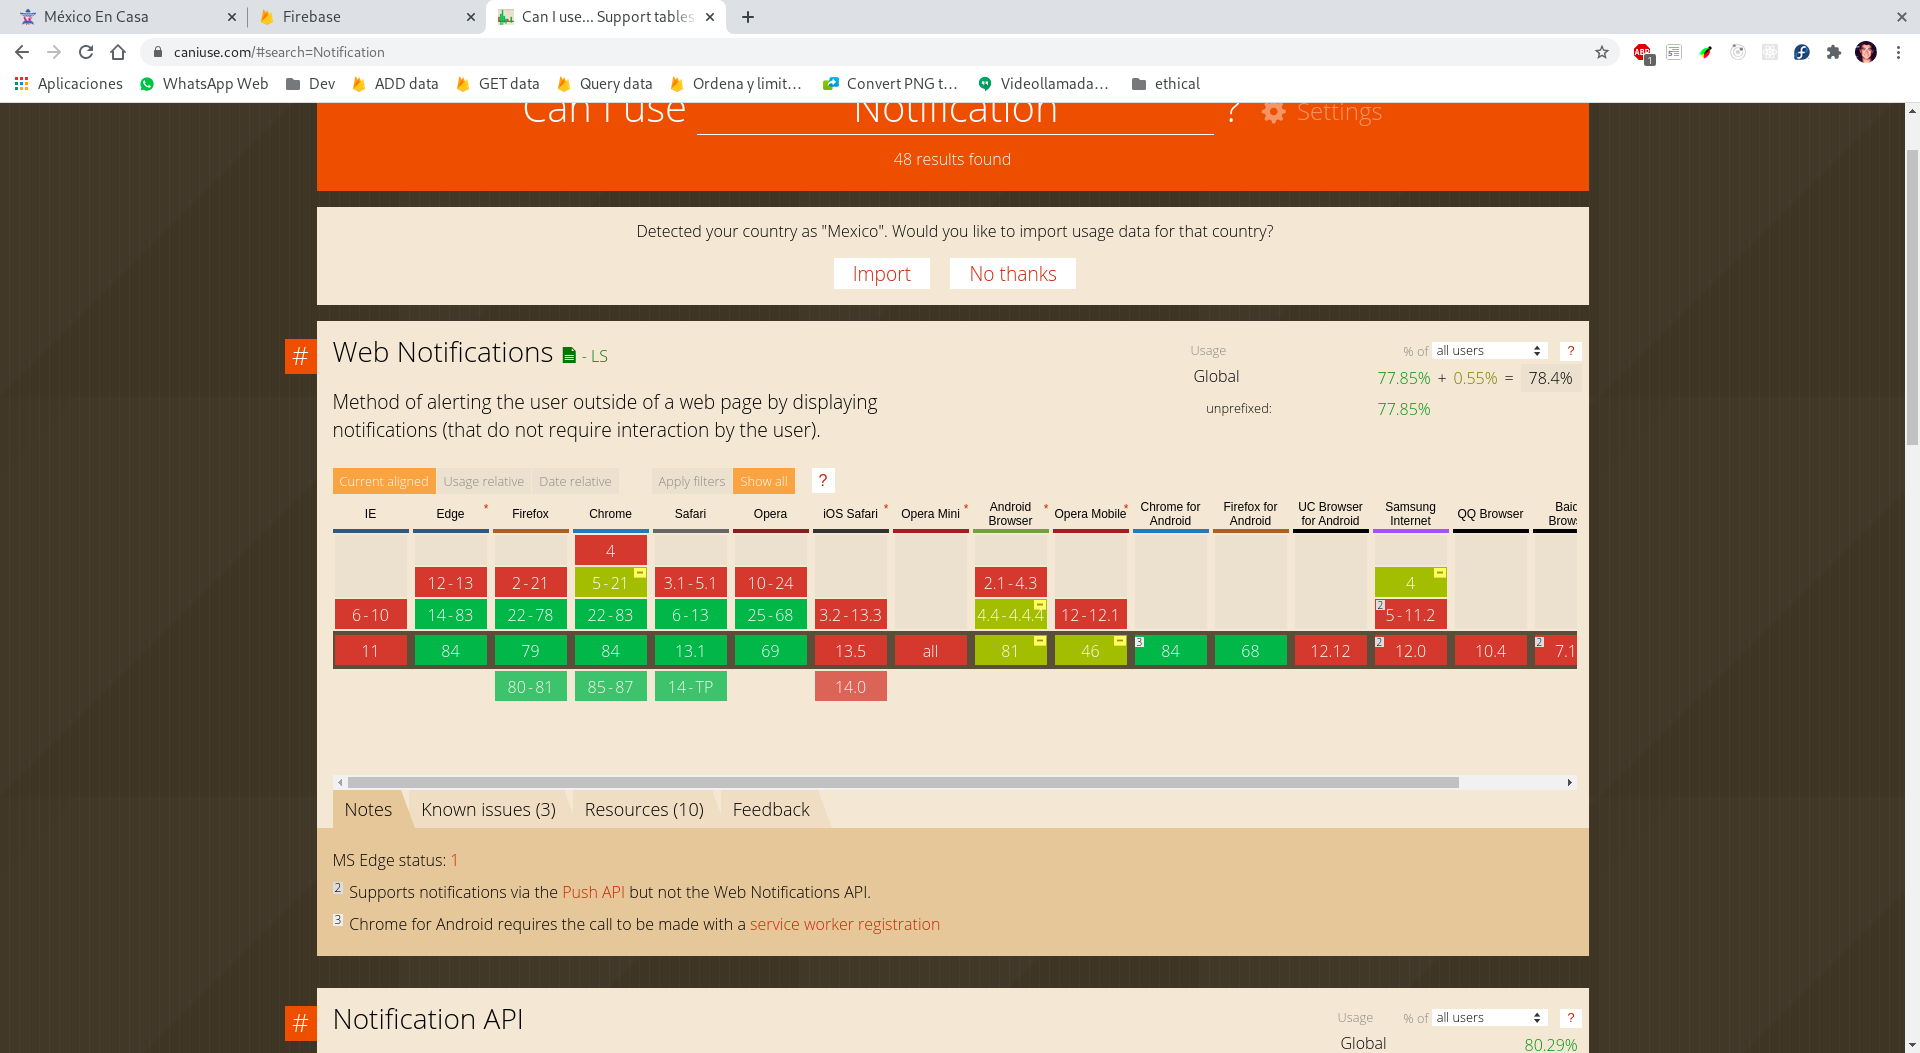 México En Casa
Firebase
Can I use... Support tables
caniuse.com/#search=Notification
ABP
1
Aplicaciones
WhatsApp Web
Dev
ADD data
GET data
Query data
Ordena y limit...
Convert PNG t...
Videollamada...
ethical
Can I use Notification ? Settings
48 results found
Detected your country as "Mexico". Would you like to import usage data for that country?
Import No thanks
# Web Notifications - LS
Usage % of all users ?
Global 77.85% + 0.55% = 78.4%
unprefixed: 77.85%
Method of alerting the user outside of a web page by displaying
notifications (that do not require interaction by the user).
Current aligned Usage relative Date relative Apply filters Show all ?
IE Edge * Firefox Chrome Safari Opera iOS Safari * Opera Mini * Android Browser * Opera Mobile * Chrome for Android Firefox for Android UC Browser for Android Samsung Internet QQ Browser Baid Brows
4
12-13 2-21 5-21 3.1-5.1 10-24 2.1-4.3 4
6-10 14-83 22-78 22-83 6-13 25-68 3.2-13.3 4.4-4.4.4 12-12.1 2 5-11.2
11 84 79 84 13.1 69 13.5 all 81 46 3 84 68 12.12 2 12.0 10.4 2 7.1
80-81 85-87 14-TP 14.0
Notes Known issues (3) Resources (10) Feedback
MS Edge status: 1
2 Supports notifications via the Push API but not the Web Notifications API.
3 Chrome for Android requires the call to be made with a service worker registration
# Notification API
Usage % of all users ?
Global 80.29%